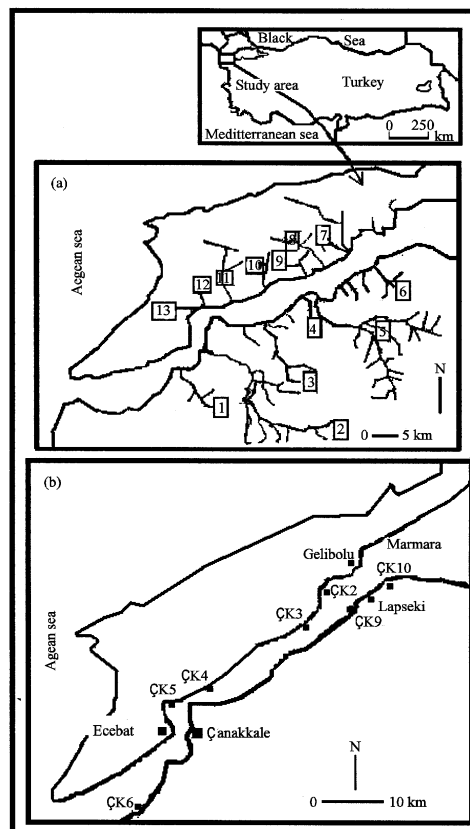 Black Sea
Study area
Turkey
0 250
km
Meditterranean sea
(a)
Aegean sea
7
8
10
9
11
12
13
6
4
5
3
1
2
N
0 5 km
(b)
Marmara
Gelibolu
ÇK10
ÇK2
Lapseki
ÇK9
ÇK3
Agean sea
ÇK4
ÇK5
Ecebat
Çanakkale
N
0 10 km
ÇK6